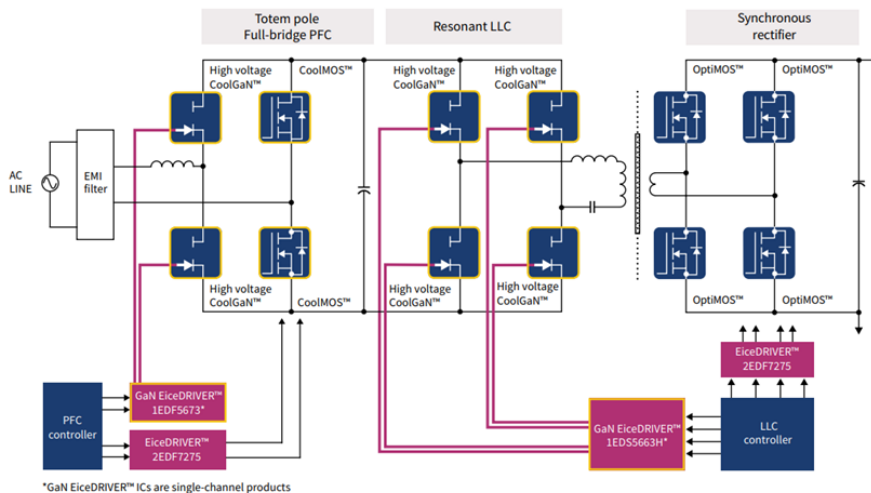 Totem pole
Full-bridge PFC
Resonant LLC
Synchronous
rectifier
High voltage
CoolGaN™
CoolMOS™
High voltage
CoolGaN™
High voltage
CoolGaN™
OptiMOS™
OptiMOS™
AC
LINE
EMI
filter
High voltage
CoolGaN™
CoolMOS™
High voltage
CoolGaN™
High voltage
CoolGaN™
OptiMOS™
OptiMOS™
EiceDRIVER™
2EDF7275
PFC
controller
GaN EiceDRIVER™
1EDF5673*
EiceDRIVER™
2EDF7275
GaN EiceDRIVER™
1EDS5663H*
LLC
controller
*GaN EiceDRIVER™ ICs are single-channel products